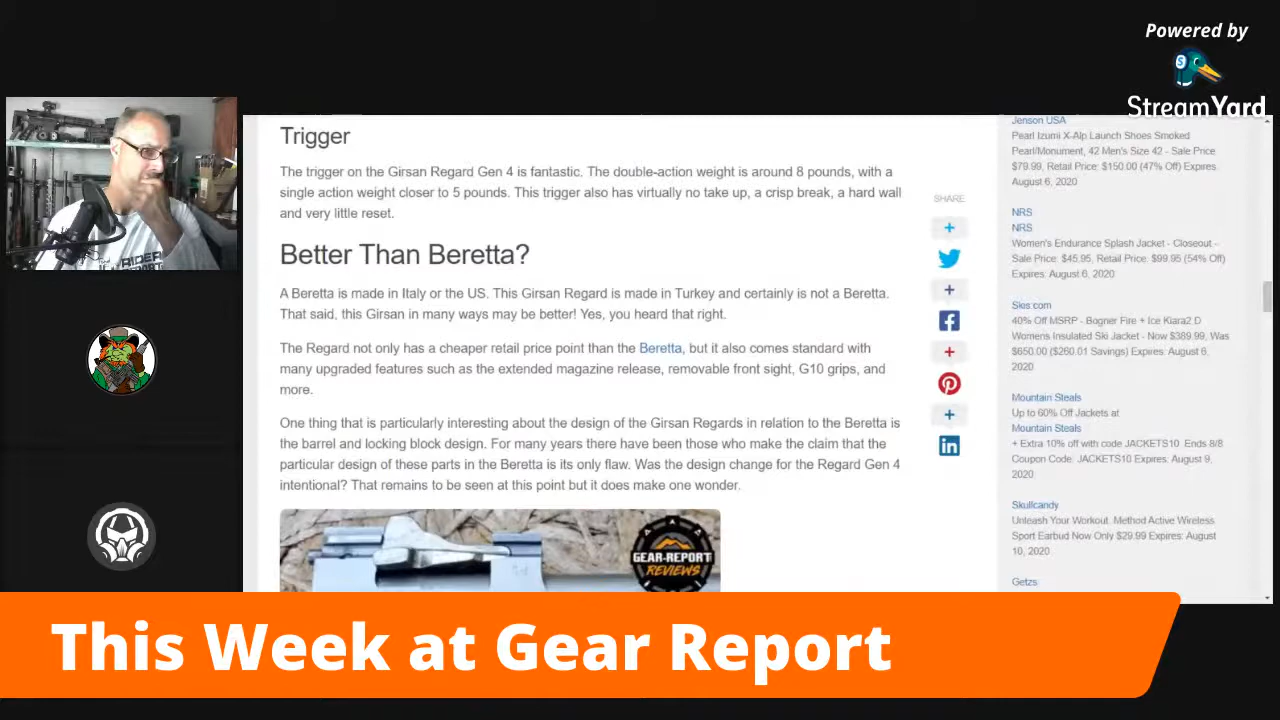 Powered by
StreamYard
Trigger
The trigger on the Girsan Regard Gen 4 is fantastic. The double-action weight is around 8 pounds, with a
single action weight closer to 5 pounds. This trigger also has virtually no take up, a crisp break, a hard wall
and very little reset.
Better Than Beretta?
A Beretta is made in Italy or the US. This Girsan Regard is made in Turkey and certainly is not a Beretta.
That said, this Girsan in many ways may be better! Yes, you heard that right.
The Regard not only has a cheaper retail price point than the Beretta, but it also comes standard with
many upgraded features such as the extended magazine release, removable front sight, G10 grips, and
more.
One thing that is particularly interesting about the design of the Girsan Regards in relation to the Beretta is
the barrel and locking block design. For many years there have been those who make the claim that the
particular design of these parts in the Beretta is its only flaw. Was the design change for the Regard Gen 4
intentional? That remains to be seen at this point but it does make one wonder.
GEAR-REPORT
REVIEWS
SHARE
Jenson USA
Pearl Izumi X-Alp Launch Shoes Smoked
Pearl/Monument, 42 Men's Size 42 - Sale Price
$79.99, Retail Price: $150.00 (47% Off) Expires:
August 6, 2020
NRS
NRS
Women's Endurance Splash Jacket - Closeout -
Sale Price: $45.95, Retail Price: $99.95 (54% Off)
Expires: August 6, 2020
Skis.com
40% Off MSRP - Bogner Fire + Ice Kiara2 D
Womens Insulated Ski Jacket - Now $389.99, Was
$650.00 ($260.01 Savings) Expires: August 6,
2020
Mountain Steals
Up to 60% Off Jackets at
Mountain Steals
+ Extra 10% off with code JACKETS10. Ends 8/8
Coupon Code: JACKETS10 Expires: August 9,
2020
Skullcandy
Unleash Your Workout. Method Active Wireless
Sport Earbud Now Only $29.99 Expires: August
10, 2020
Getzs
This Week at Gear Report